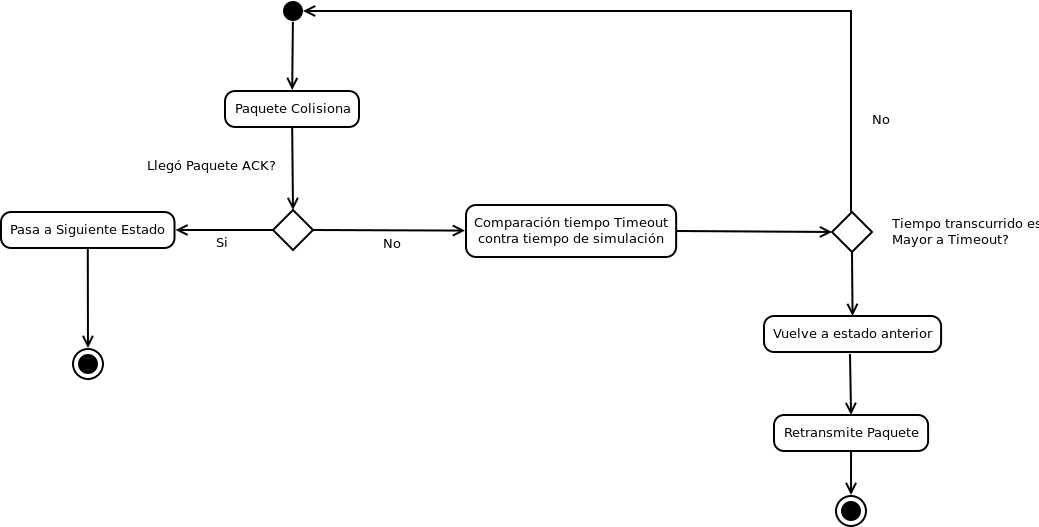 Paquete Colisiona
No
Llegó Paquete ACK?
Pasa a Siguiente Estado
Si
No
Comparación tiempo Timeout
contra tiempo de simulación
Tiempo transcurrido es
Mayor a Timeout?
Vuelve a estado anterior
Retransmite Paquete